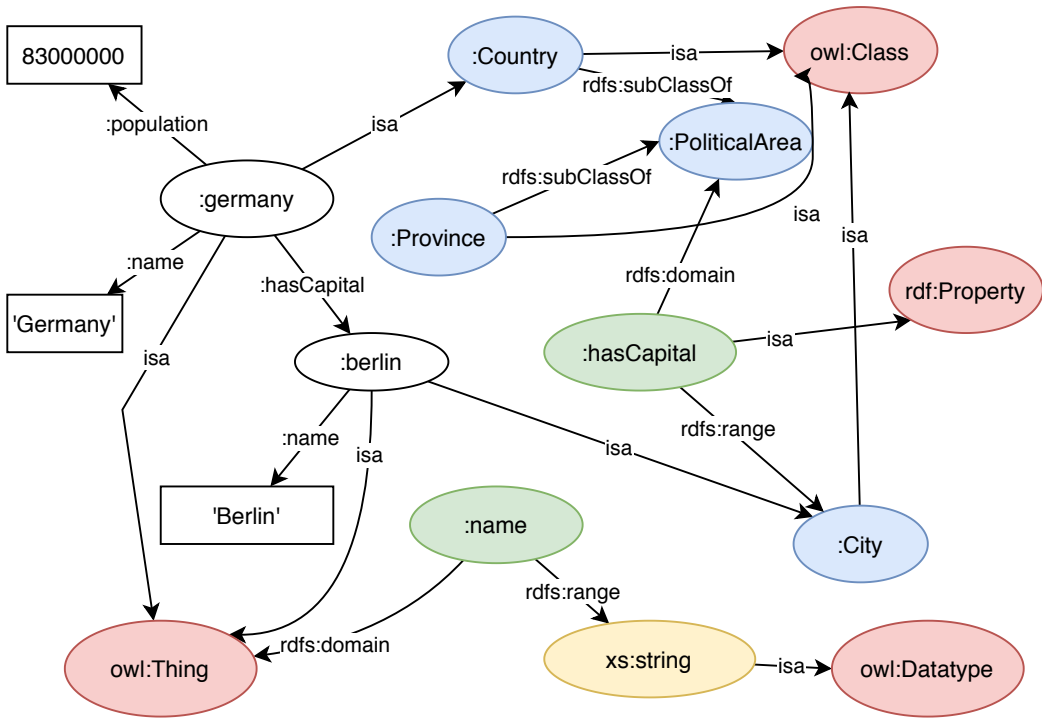 :Country
isa
owl:Class
83000000
rdfs:subClassOf
:population
isa
:PoliticalArea
rdfs:subClassOf
:germany
isa
:Province
isa
:name
rdfs:domain
:hasCapital
rdf:Property
'Germany'
isa
:hasCapital
isa
:berlin
rdfs:range
:name
isa
isa
'Berlin'
:name
:City
rdfs:range
rdfs:domain
owl:Thing
xs:string
isa
owl:Datatype